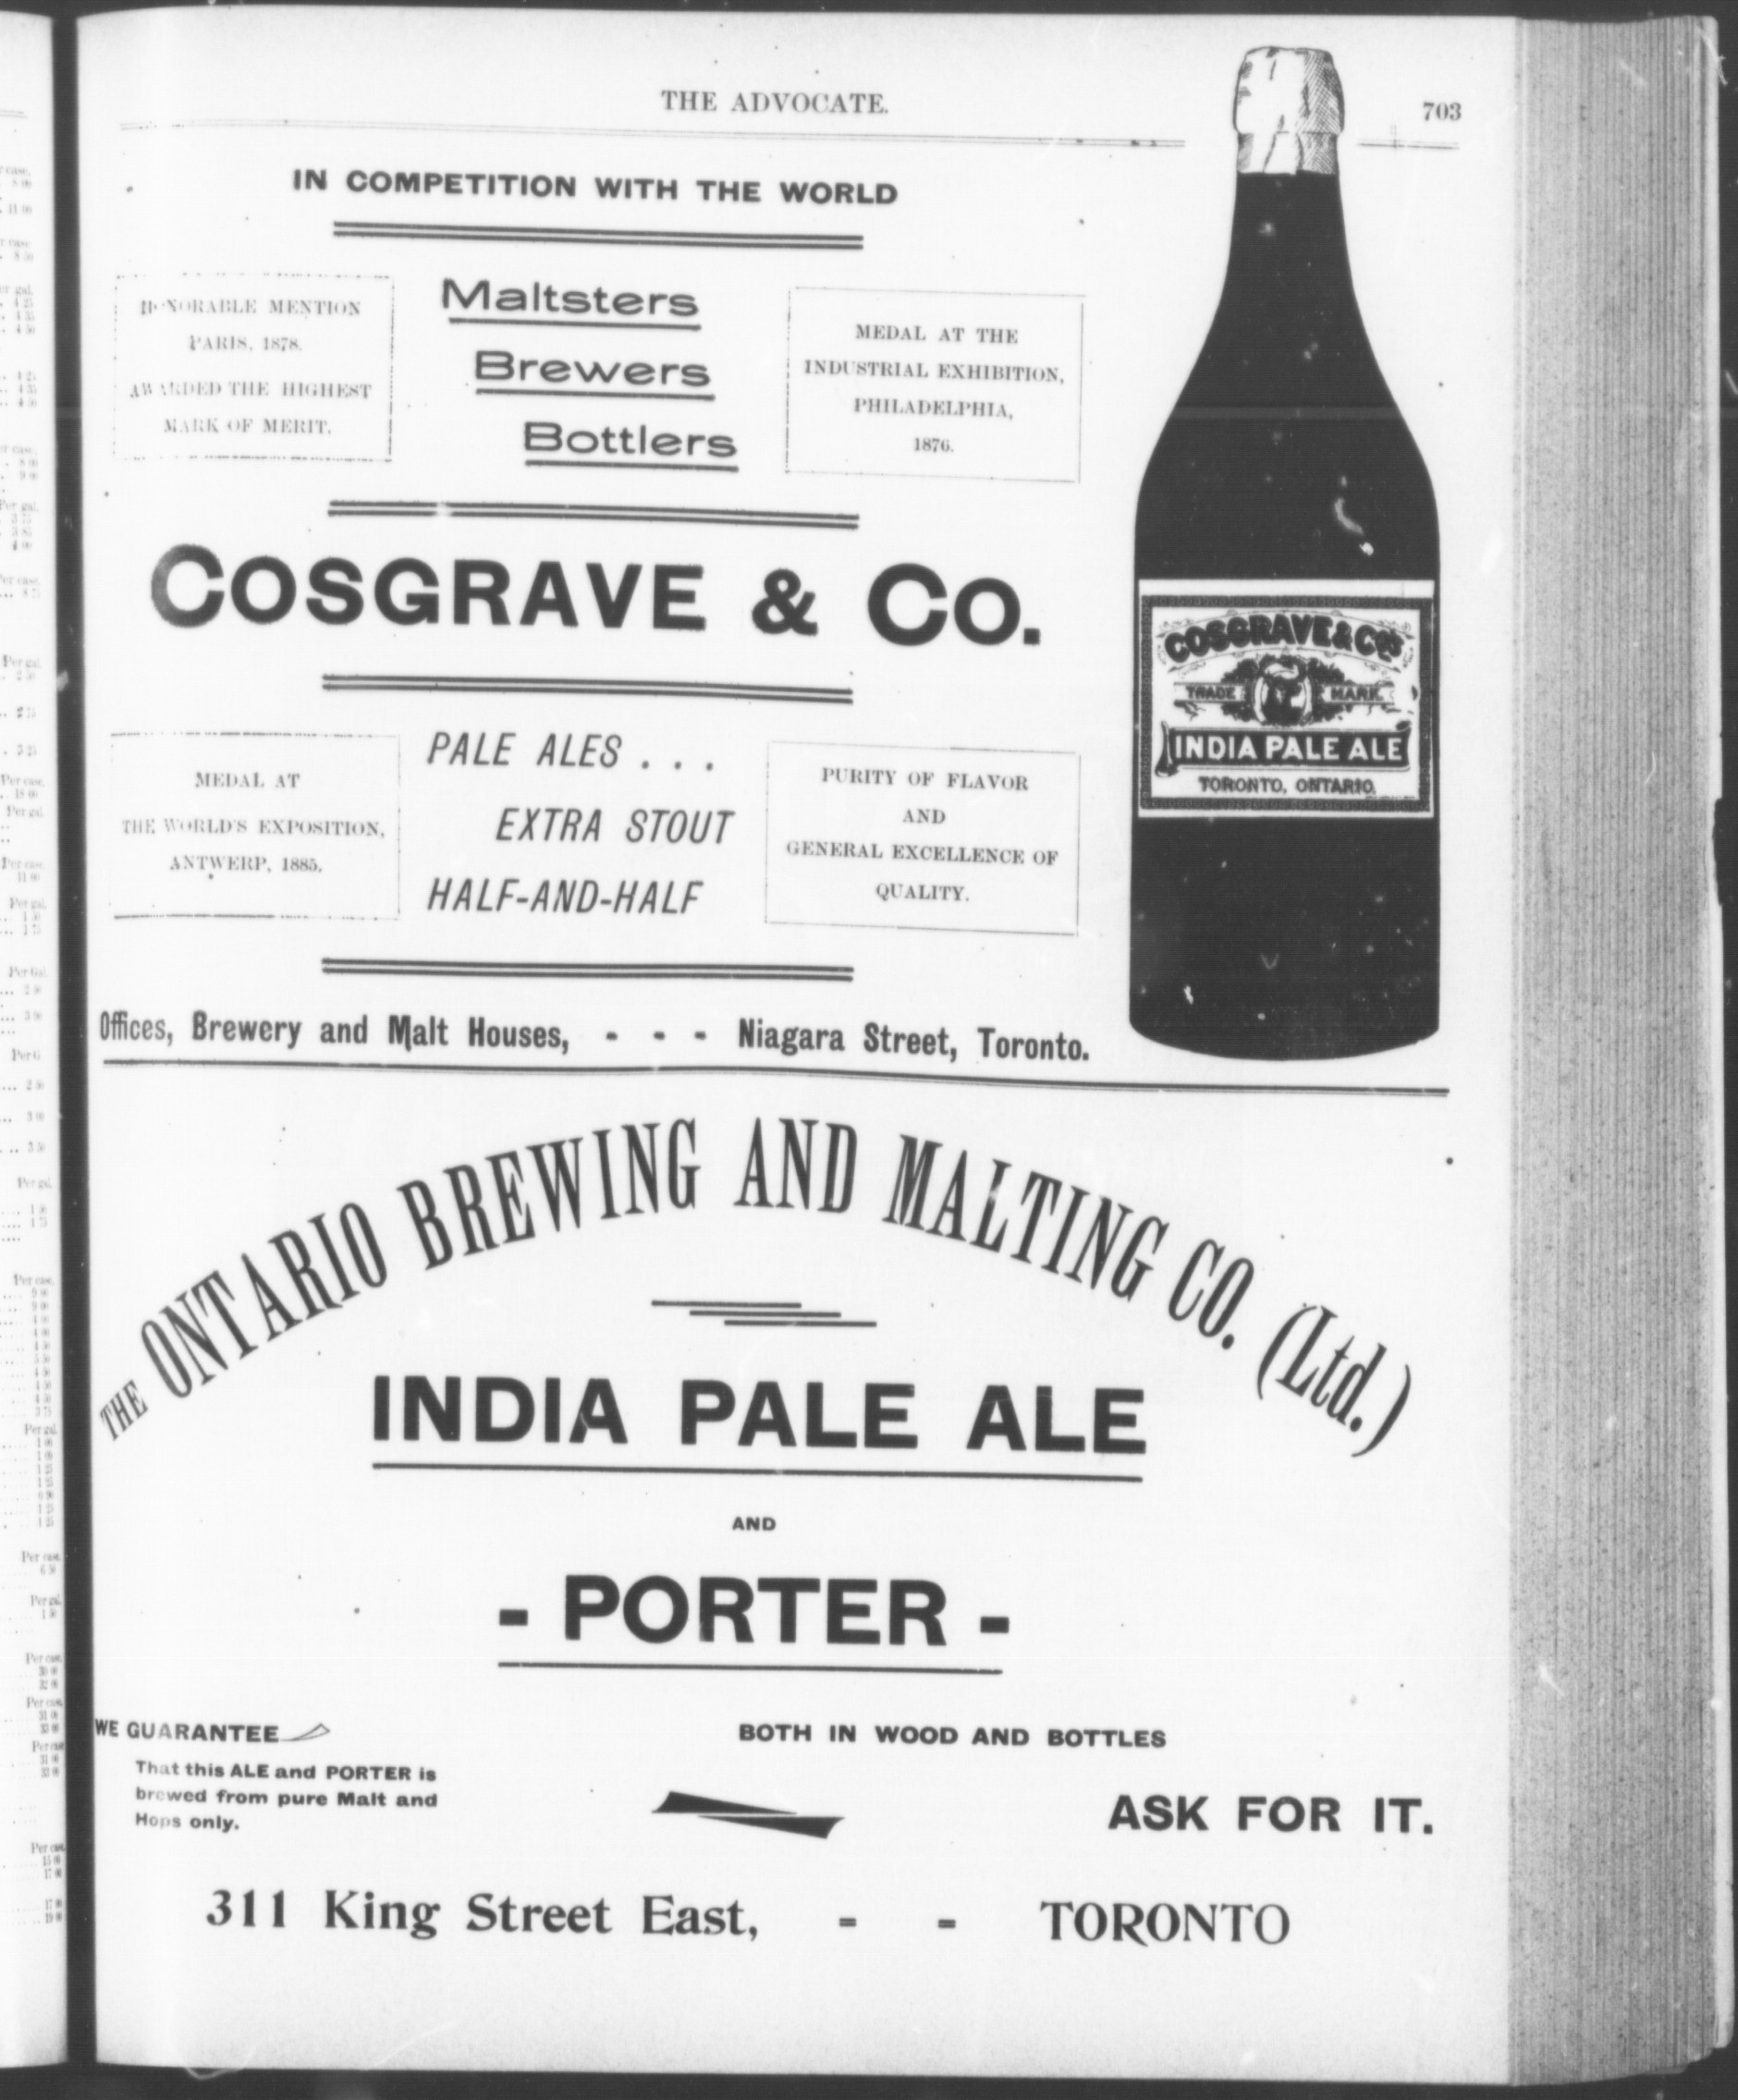 THE ADVOCATE.
703
IN COMPETITION WITH THE WORLD
HONORABLE MENTION
PARIS, 1878.
AWARDED THE HIGHEST
MARK OF MERIT.
Maltsters
Brewers
Bottlers
MEDAL AT THE
INDUSTRIAL EXHIBITION,
PHILADELPHIA,
1876.
COSGRAVE & CO.
MEDAL AT
THE WORLD'S EXPOSITION,
ANTWERP, 1885.
PALE ALES . . .
EXTRA STOUT
HALF-AND-HALF
PURITY OF FLAVOR
AND
GENERAL EXCELLENCE OF
QUALITY.
COSGRAVE & CO'S
TRADE MARK
INDIA PALE ALE
TORONTO, ONTARIO.
Offices, Brewery and Malt Houses, - - - Niagara Street, Toronto.
THE ONTARIO BREWING AND MALTING CO. (Ltd.)
INDIA PALE ALE
AND
- PORTER -
WE GUARANTEE
That this ALE and PORTER is
brewed from pure Malt and
Hops only.
BOTH IN WOOD AND BOTTLES
ASK FOR IT.
311 King Street East, - - TORONTO